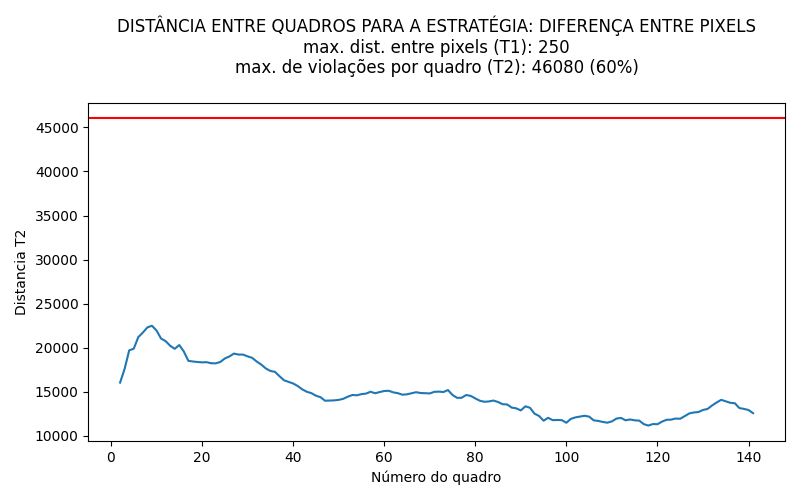 DISTÂNCIA ENTRE QUADROS PARA A ESTRATÉGIA: DIFERENÇA ENTRE PIXELS
max. dist. entre pixels (T1): 250
max. de violações por quadro (T2): 46080 (60%)
45000
40000
35000
30000
25000
20000
15000
10000
Distancia T2
0 20 40 60 80 100 120 140
Número do quadro